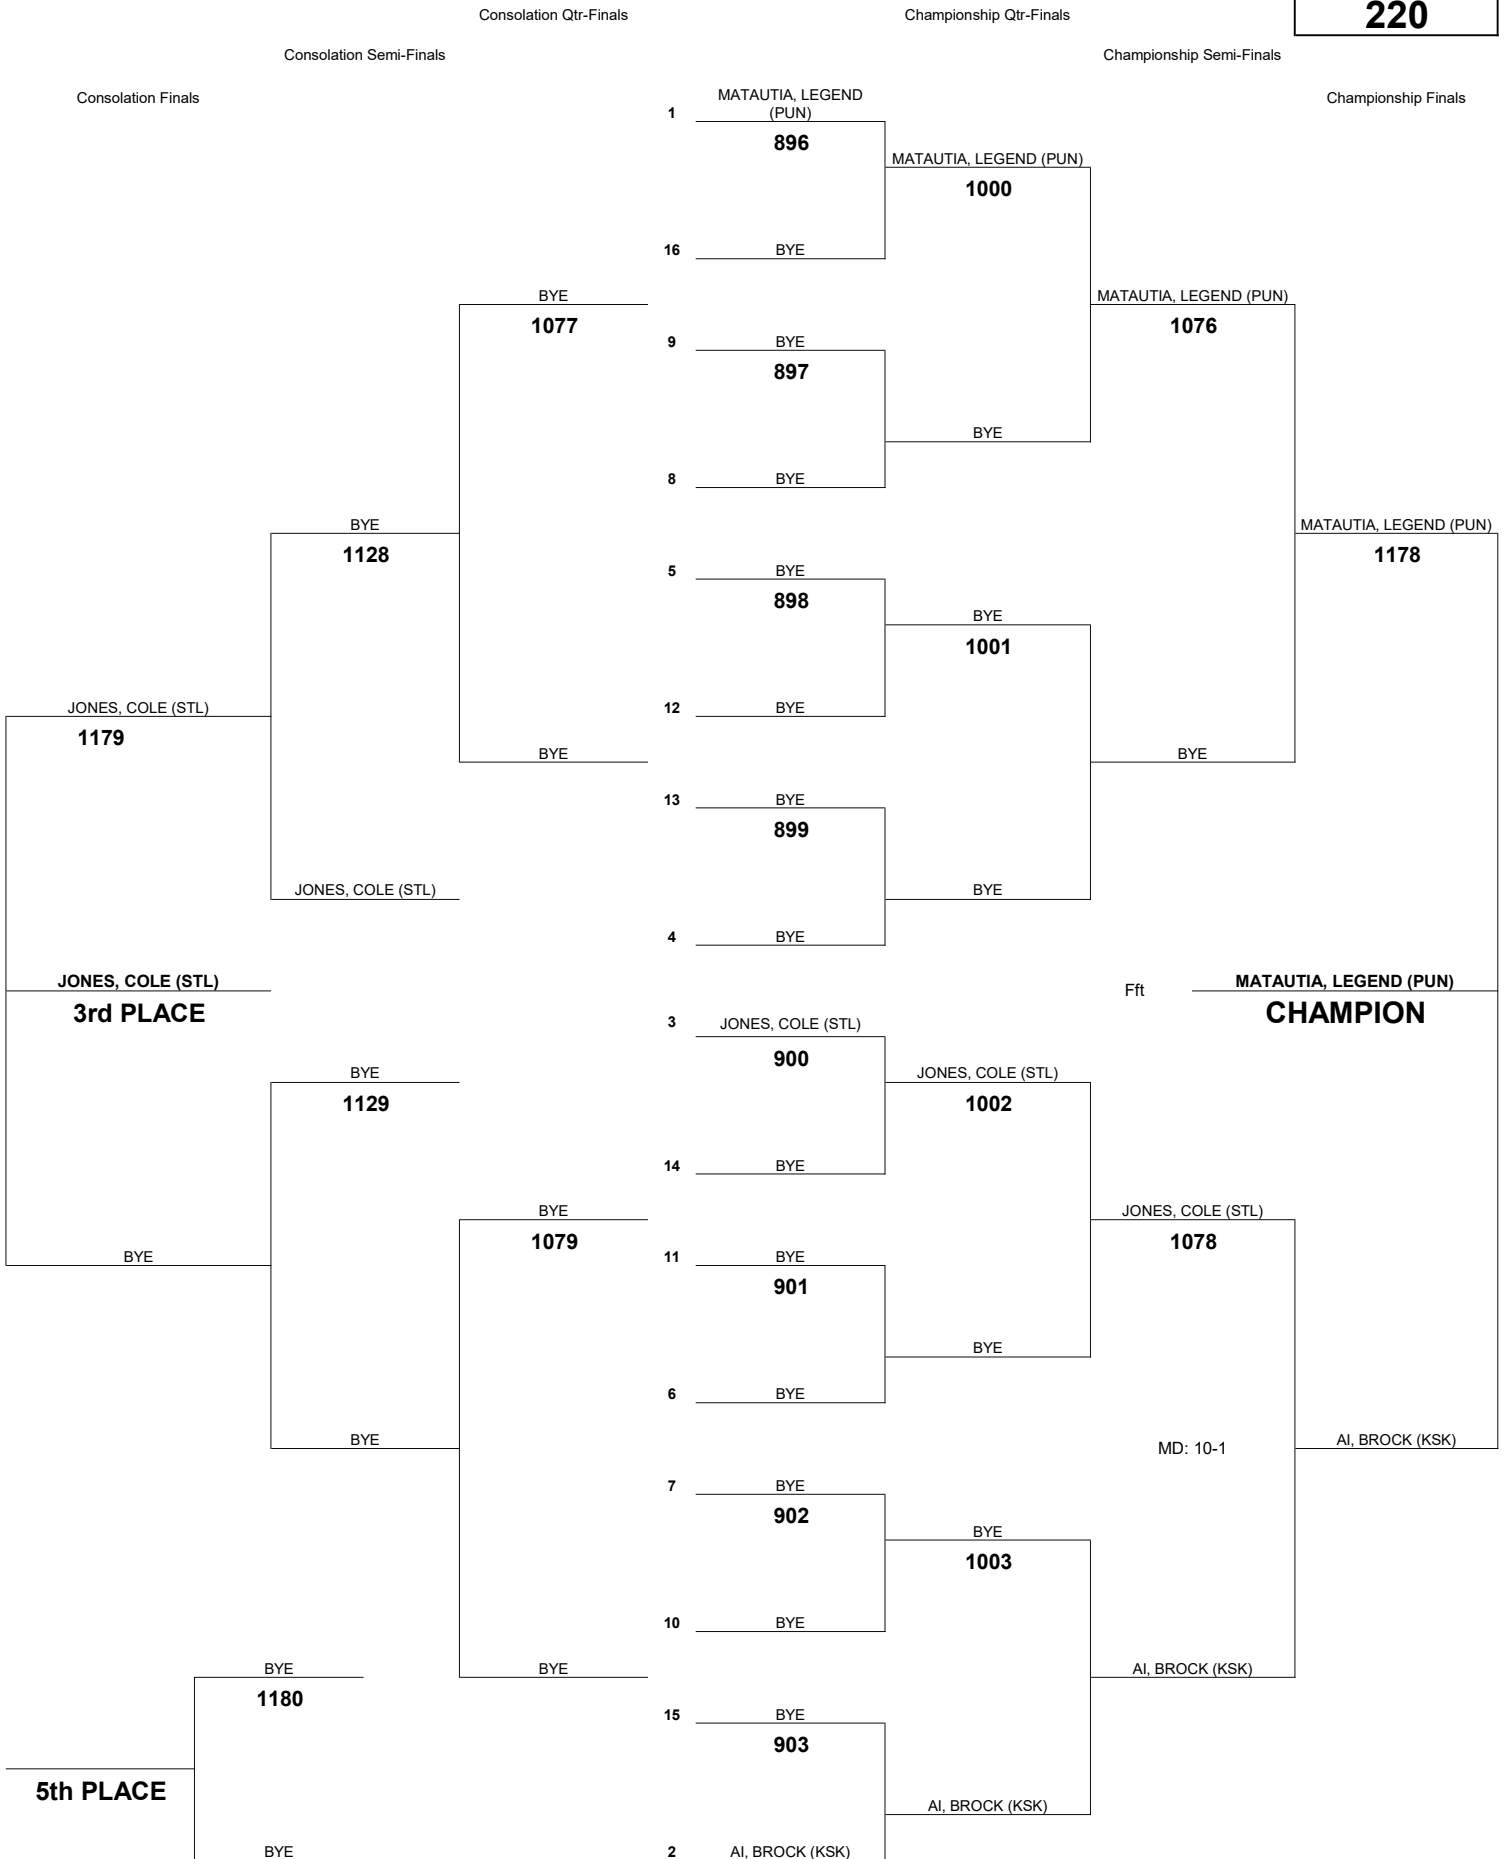 Consolation Qtr-Finals
Championship Qtr-Finals
220
Consolation Semi-Finals
Championship Semi-Finals
Consolation Finals
Championship Finals
MATAUTIA, LEGEND
(PUN)
1
896
MATAUTIA, LEGEND (PUN)
1000
16 BYE
BYE
MATAUTIA, LEGEND (PUN)
1077
1076
9 BYE
897
BYE
8 BYE
BYE
MATAUTIA, LEGEND (PUN)
1128
1178
5 BYE
898
BYE
1001
JONES, COLE (STL)
12 BYE
1179
BYE
BYE
13 BYE
899
JONES, COLE (STL)
BYE
4 BYE
JONES, COLE (STL)
Fft
MATAUTIA, LEGEND (PUN)
3rd PLACE
CHAMPION
3 JONES, COLE (STL)
900
BYE
JONES, COLE (STL)
1129
1002
14 BYE
BYE
JONES, COLE (STL)
1079
1078
BYE
11 BYE
901
BYE
6 BYE
BYE
MD: 10-1
AI, BROCK (KSK)
7 BYE
902
BYE
1003
10 BYE
BYE
BYE
AI, BROCK (KSK)
1180
15 BYE
903
5th PLACE
AI, BROCK (KSK)
BYE
2 AI, BROCK (KSK)